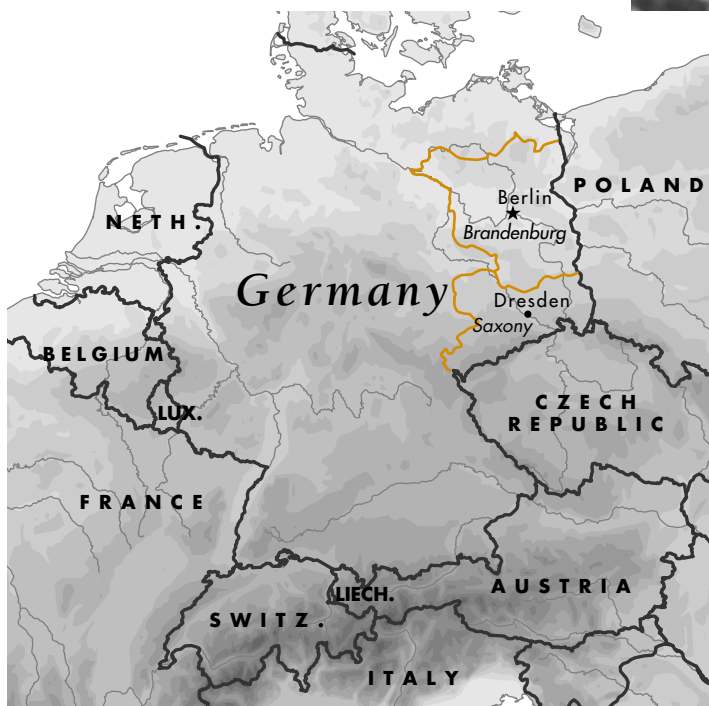 Berlin
POLAND
NETH.
Brandenburg
Germany
Dresden
Saxony
BELGIUM
LUX.
CZECH
REPUBLIC
FRANCE
AUSTRIA
LIECH.
SWITZ.
ITALY